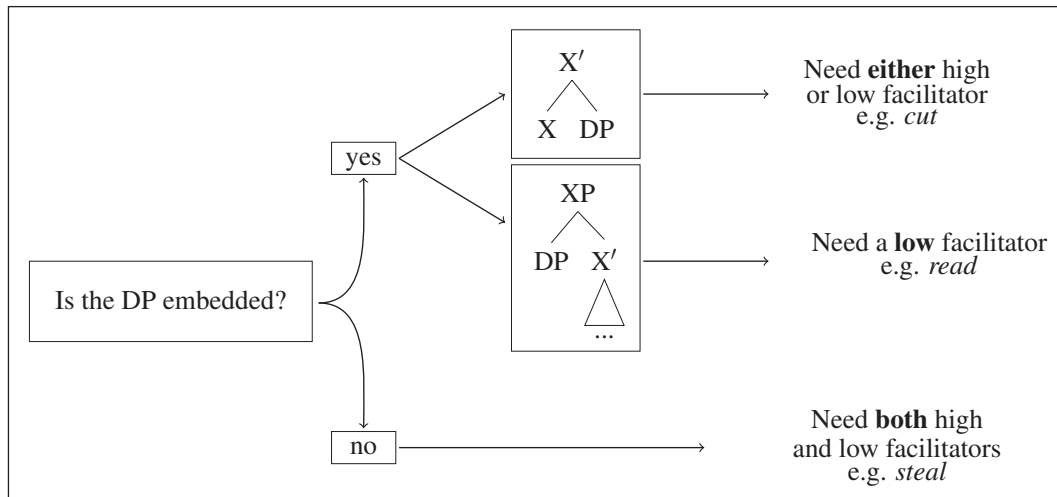 Is the DP embedded?
yes
X′
X DP
Need either high
or low facilitator
e.g. cut
XP
DP X′
...
Need a low facilitator
e.g. read
no
Need both high
and low facilitators
e.g. steal